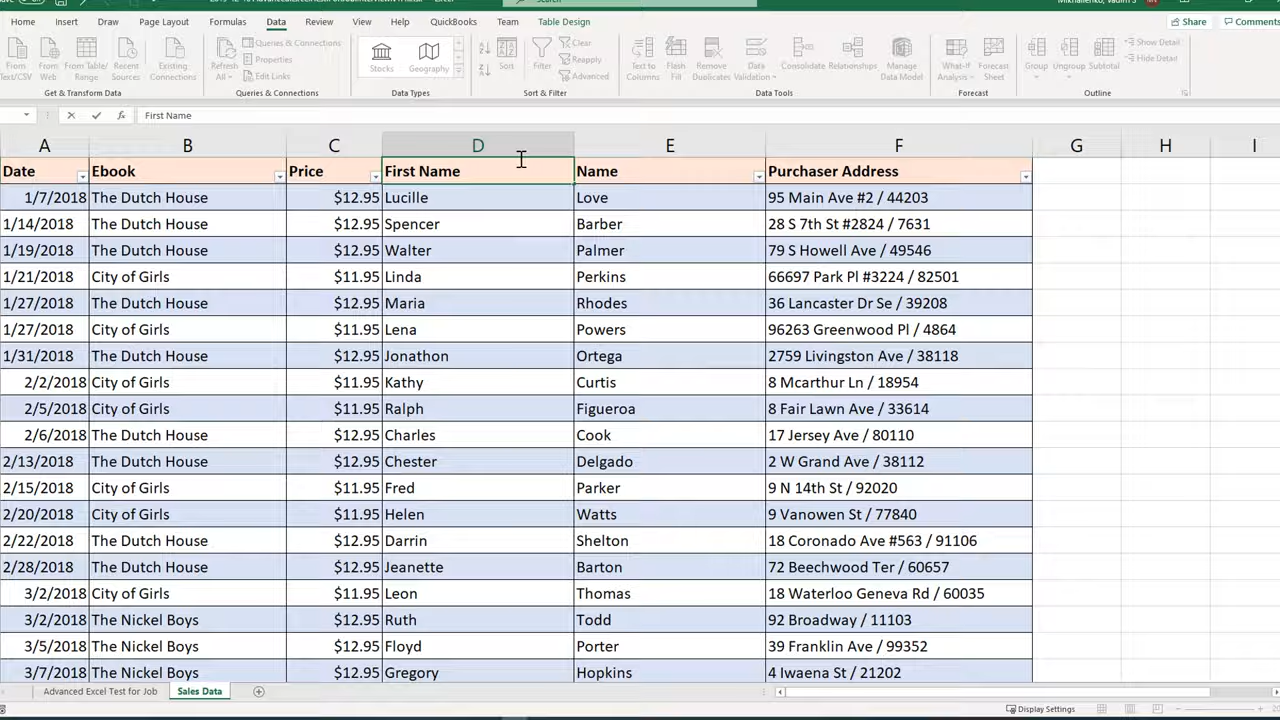 Home Insert Draw Page Layout Formulas Data Review View Help QuickBooks Team Table Design Share Comments
From Text/CSV From Web From Table/ Range Recent Sources Existing Connections Refresh All Queries & Connections Properties Edit Links Stocks Geography Sort Filter Clear Reapply Advanced Text to Columns Flash Fill Remove Duplicates Data Validation Consolidate Relationships Manage Data Model What-If Analysis Forecast Sheet Group Ungroup Subtotal Show Detail Hide Detail
Get & Transform Data Queries & Connections Data Types Sort & Filter Data Tools Forecast Outline
fx First Name
A B C D E F G H I
Date Ebook Price First Name Name Purchaser Address
1/7/2018 The Dutch House $12.95 Lucille Love 95 Main Ave #2 / 44203
1/14/2018 The Dutch House $12.95 Spencer Barber 28 S 7th St #2824 / 7631
1/19/2018 The Dutch House $12.95 Walter Palmer 79 S Howell Ave / 49546
1/21/2018 City of Girls $11.95 Linda Perkins 66697 Park Pl #3224 / 82501
1/27/2018 The Dutch House $12.95 Maria Rhodes 36 Lancaster Dr Se / 39208
1/27/2018 City of Girls $11.95 Lena Powers 96263 Greenwood Pl / 4864
1/31/2018 The Dutch House $12.95 Jonathon Ortega 2759 Livingston Ave / 38118
2/2/2018 City of Girls $11.95 Kathy Curtis 8 Mcarthur Ln / 18954
2/5/2018 City of Girls $11.95 Ralph Figueroa 8 Fair Lawn Ave / 33614
2/6/2018 The Dutch House $12.95 Charles Cook 17 Jersey Ave / 80110
2/13/2018 The Dutch House $12.95 Chester Delgado 2 W Grand Ave / 38112
2/15/2018 City of Girls $11.95 Fred Parker 9 N 14th St / 92020
2/20/2018 City of Girls $11.95 Helen Watts 9 Vanowen St / 77840
2/22/2018 The Dutch House $12.95 Darrin Shelton 18 Coronado Ave #563 / 91106
2/28/2018 The Dutch House $12.95 Jeanette Barton 72 Beechwood Ter / 60657
3/2/2018 City of Girls $11.95 Leon Thomas 18 Waterloo Geneva Rd / 60035
3/2/2018 The Nickel Boys $12.95 Ruth Todd 92 Broadway / 11103
3/5/2018 The Nickel Boys $12.95 Floyd Porter 39 Franklin Ave / 99352
3/7/2018 The Nickel Boys $12.95 Gregory Hopkins 4 Iwaena St / 21202
Advanced Excel Test for Job Sales Data
Display Settings